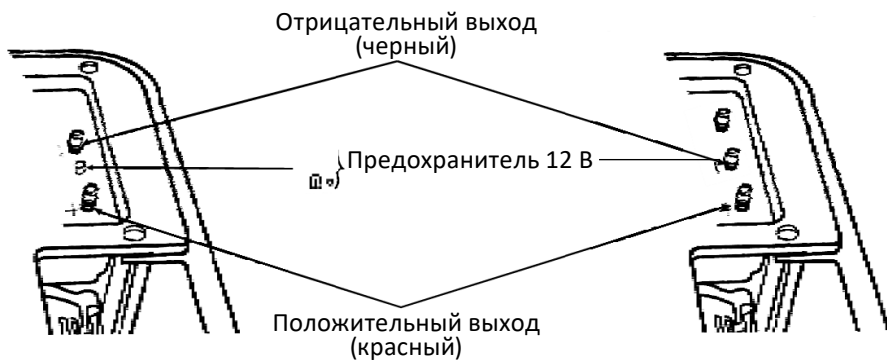 Отрицательный выход
(черный)
Предохранитель 12 В
Положительный выход
(красный)